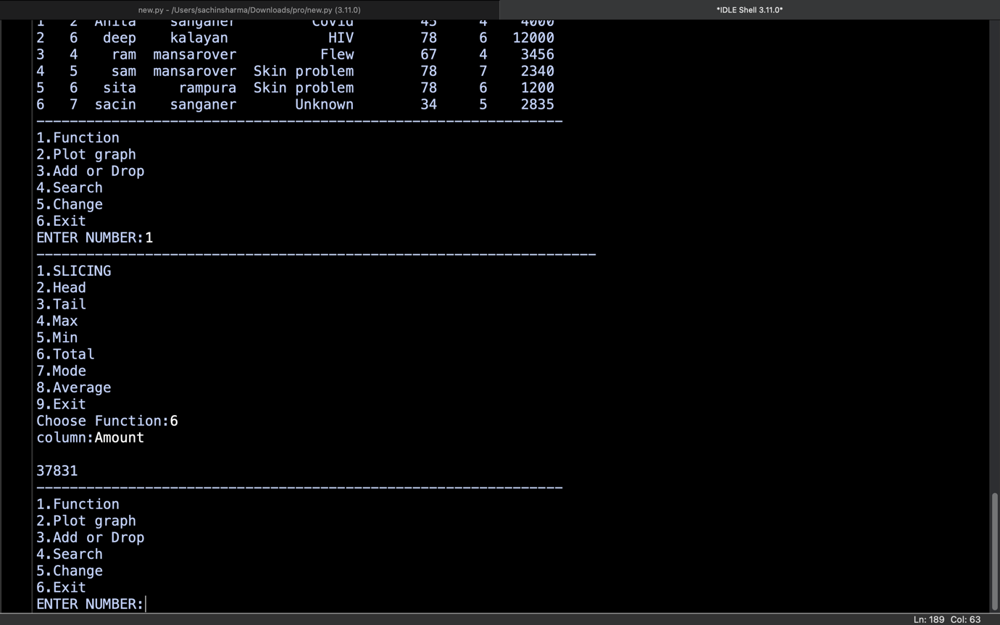 new.py - /Users/sachinsharma/Downloads/pro/new.py (3.11.0) *IDLE Shell 3.11.0*
1 2 Anita sanganer Covid 45 4 4000
2 6 deep kalayan HIV 78 6 12000
3 4 ram mansarover Flew 67 4 3456
4 5 sam mansarover Skin problem 78 7 2340
5 6 sita rampura Skin problem 78 6 1200
6 7 sacin sanganer Unknown 34 5 2835
1.Function
2.Plot graph
3.Add or Drop
4.Search
5.Change
6.Exit
ENTER NUMBER:1
1.SLICING
2.Head
3.Tail
4.Max
5.Min
6.Total
7.Mode
8.Average
9.Exit
Choose Function:6
column:Amount
37831
1.Function
2.Plot graph
3.Add or Drop
4.Search
5.Change
6.Exit
ENTER NUMBER:
Ln: 189 Col: 63